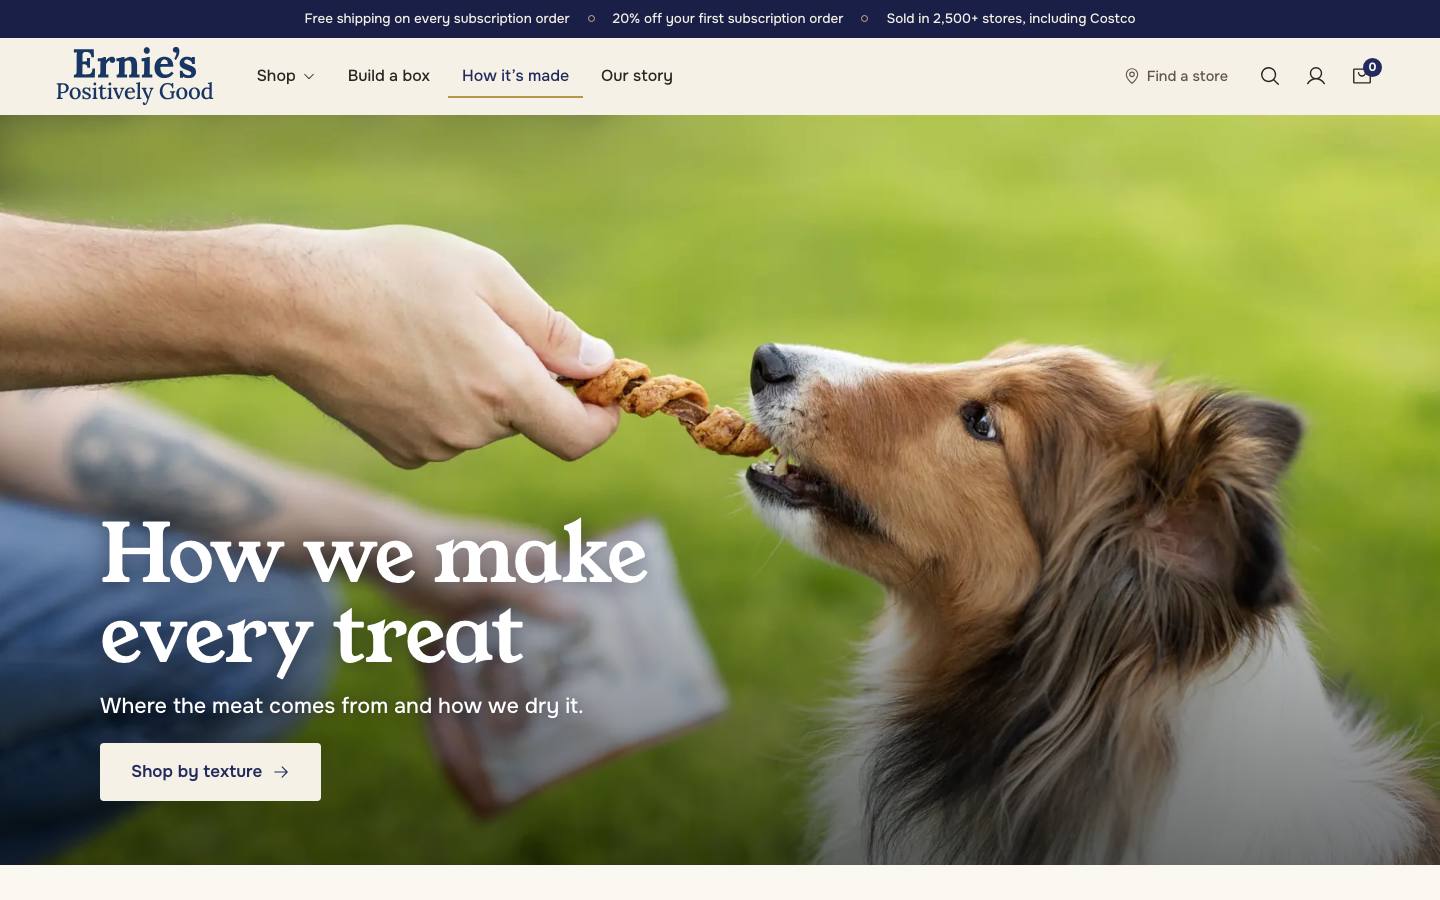 Free shipping on every subscription order
20% off your first subscription order
Sold in 2,500+ stores, including Costco
Ernie’s
Positively Good
Shop
Build a box
How it’s made
Our story
Find a store
0
How we make
every treat
Where the meat comes from and how we dry it.
Shop by texture